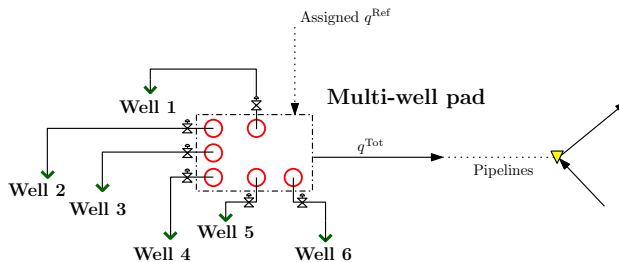 Assigned q^Ref
Multi-well pad
Well 1
q^Tot
Pipelines
Well 2
Well 3
Well 4
Well 5
Well 6